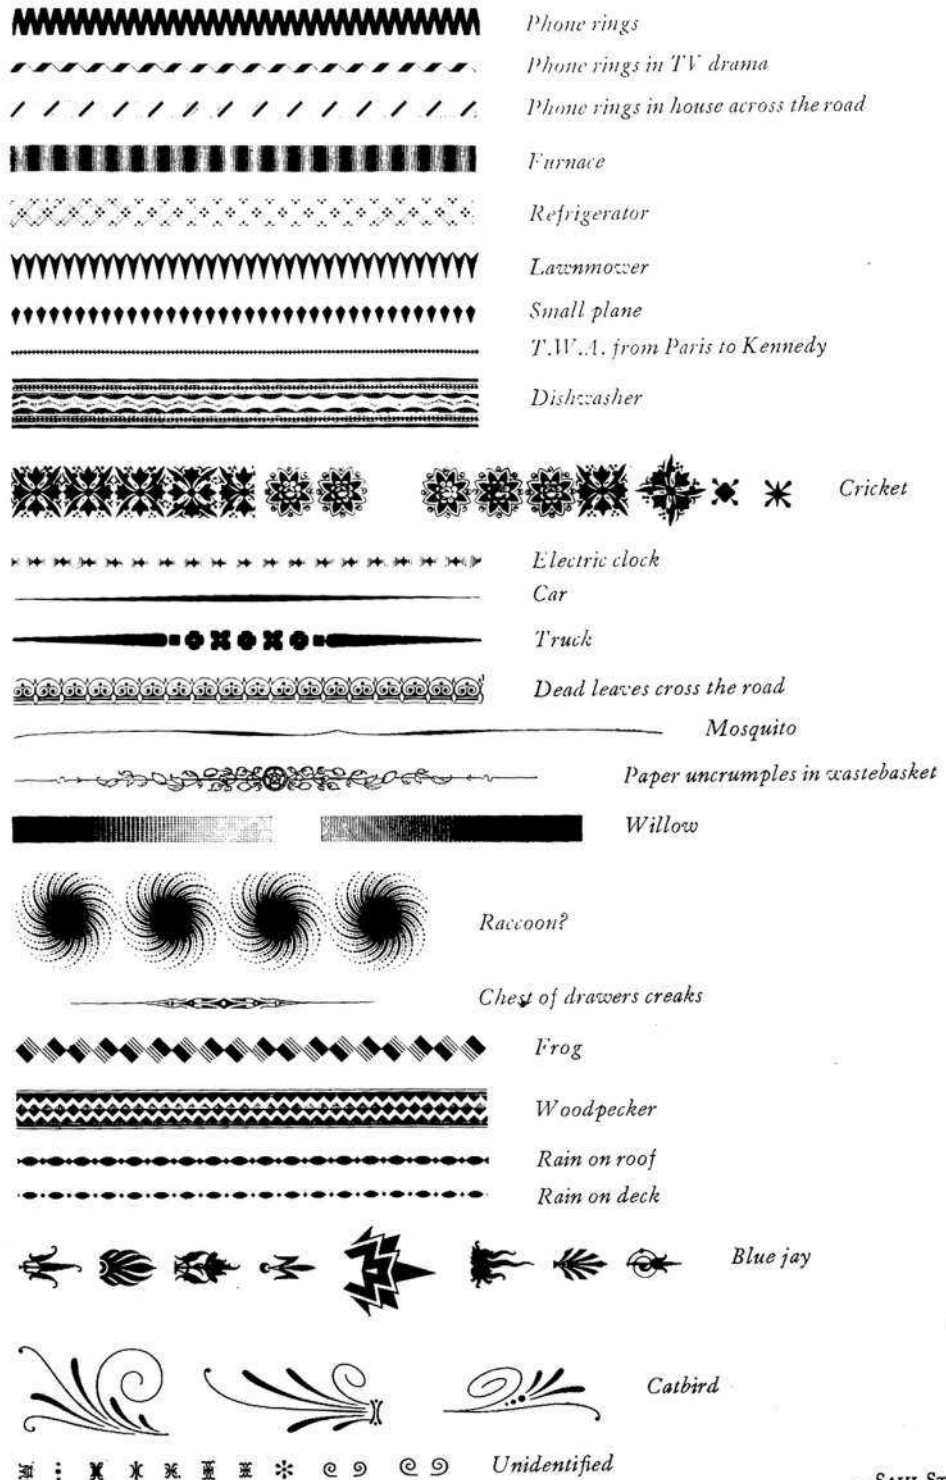 Phone rings
Phone rings in TV drama
Phone rings in house across the road
Furnace
Refrigerator
Lawnmower
Small plane
T.W.A. from Paris to Kennedy
Dishwasher
Cricket
Electric clock
Car
Truck
Dead leaves cross the road
Mosquito
Paper uncrumples in wastebasket
Willow
Raccoon?
Chest of drawers creaks
Frog
Woodpecker
Rain on roof
Rain on deck
Blue jay
Catbird
Unidentified